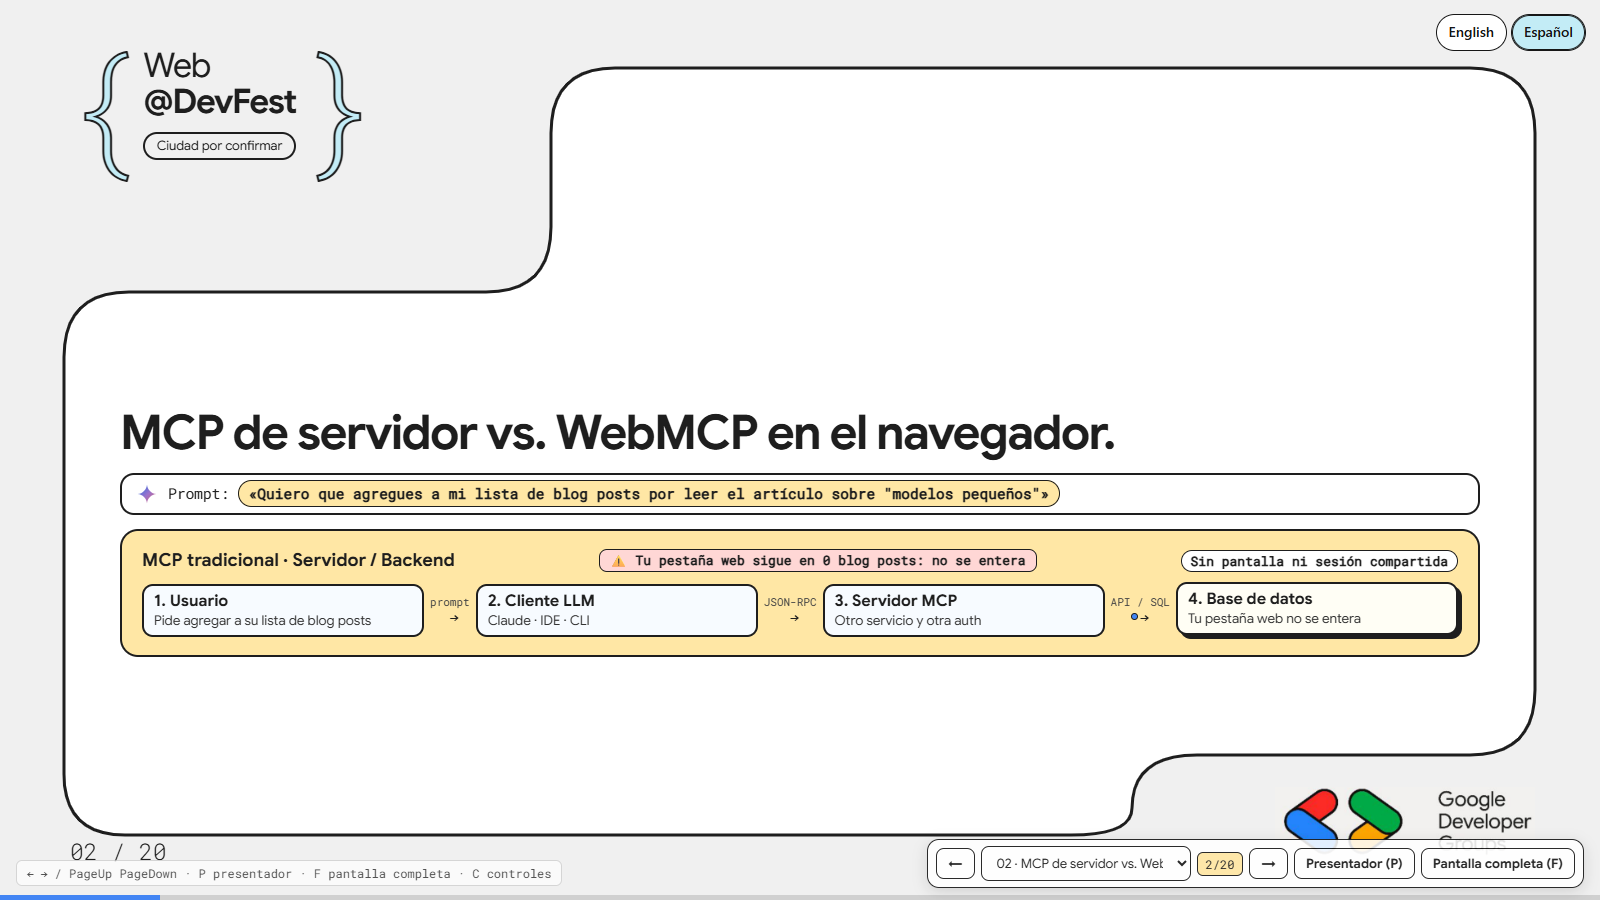 English
Español
Web
@DevFest
Ciudad por confirmar
MCP de servidor vs. WebMCP en el navegador.
Prompt: «Quiero que agregues a mi lista de blog posts por leer el artículo sobre "modelos pequeños"»
MCP tradicional · Servidor / Backend
⚠️ Tu pestaña web sigue en 0 blog posts: no se entera
Sin pantalla ni sesión compartida
1. Usuario
Pide agregar a su lista de blog posts
prompt
→
2. Cliente LLM
Claude · IDE · CLI
JSON-RPC
→
3. Servidor MCP
Otro servicio y otra auth
API / SQL
→
4. Base de datos
Tu pestaña web no se entera
Google
Developer
Groups
02 / 20
← → / PageUp PageDown · P presentador · F pantalla completa · C controles
←
02 · MCP de servidor vs. Web
2/20
→
Presentador (P)
Pantalla completa (F)